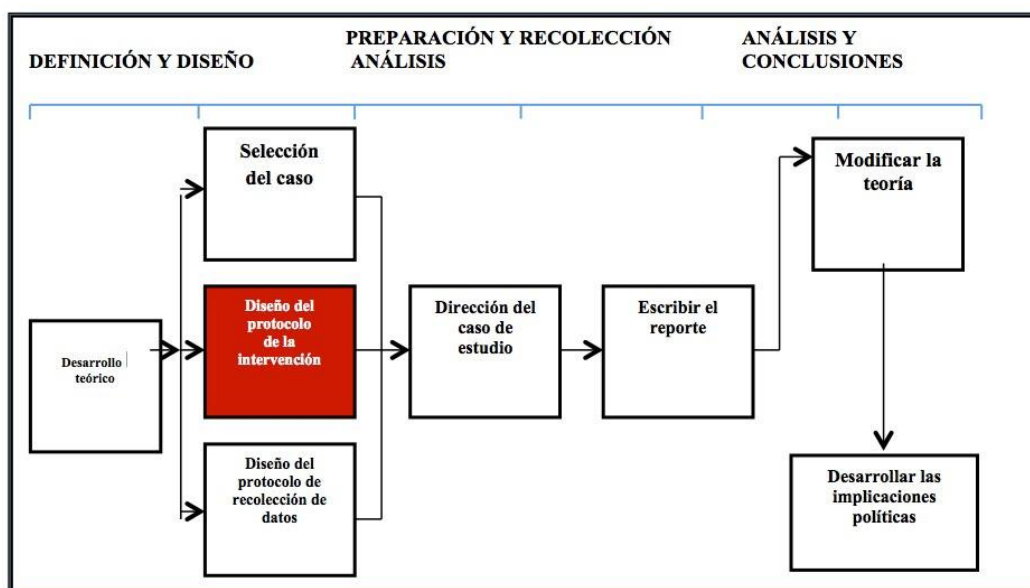 DEFINICIÓN Y DISEÑO
PREPARACIÓN Y RECOLECCIÓN
ANÁLISIS
ANÁLISIS Y
CONCLUSIONES
Desarrollo
teórico
Selección
del caso
Diseño del
protocolo
de la
intervención
Diseño del
protocolo de
recolección de
datos
Dirección del
caso de
estudio
Escribir el
reporte
Modificar la
teoría
Desarrollar las
implicaciones
políticas